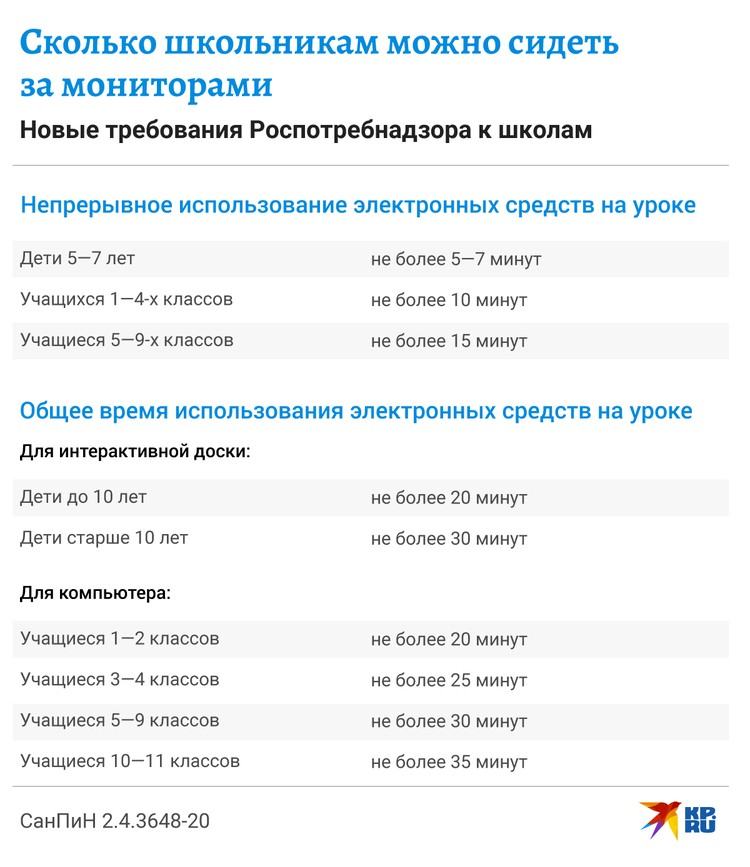 Сколько школьникам можно сидеть
за мониторами
Новые требования Роспотребнадзора к школам
Непрерывное использование электронных средств на уроке
Дети 5—7 лет не более 5—7 минут
Учащихся 1—4-х классов не более 10 минут
Учащиеся 5—9-х классов не более 15 минут
Общее время использования электронных средств на уроке
Для интерактивной доски:
Дети до 10 лет не более 20 минут
Дети старше 10 лет не более 30 минут
Для компьютера:
Учащиеся 1—2 классов не более 20 минут
Учащиеся 3—4 классов не более 25 минут
Учащиеся 5—9 классов не более 30 минут
Учащиеся 10—11 классов не более 35 минут
СанПиН 2.4.3648-20
KP.RU